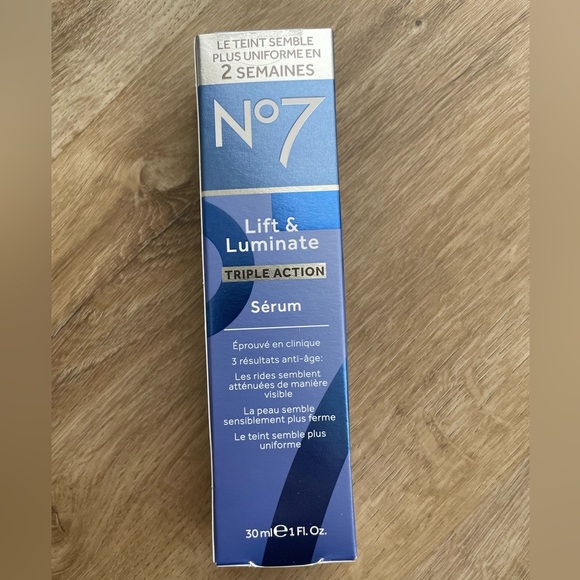 LE TEINT SEMBLE
PLUS UNIFORME EN
2 SEMAINES
No7
Lift &
Luminate
TRIPLE ACTION
Sérum
Éprouvé en clinique
3 résultats anti-âge:
Les rides semblent
atténuées de manière
visible
La peau semble
sensiblement plus ferme
Le teint semble plus
uniforme
30 ml ℮ 1 Fl. Oz.